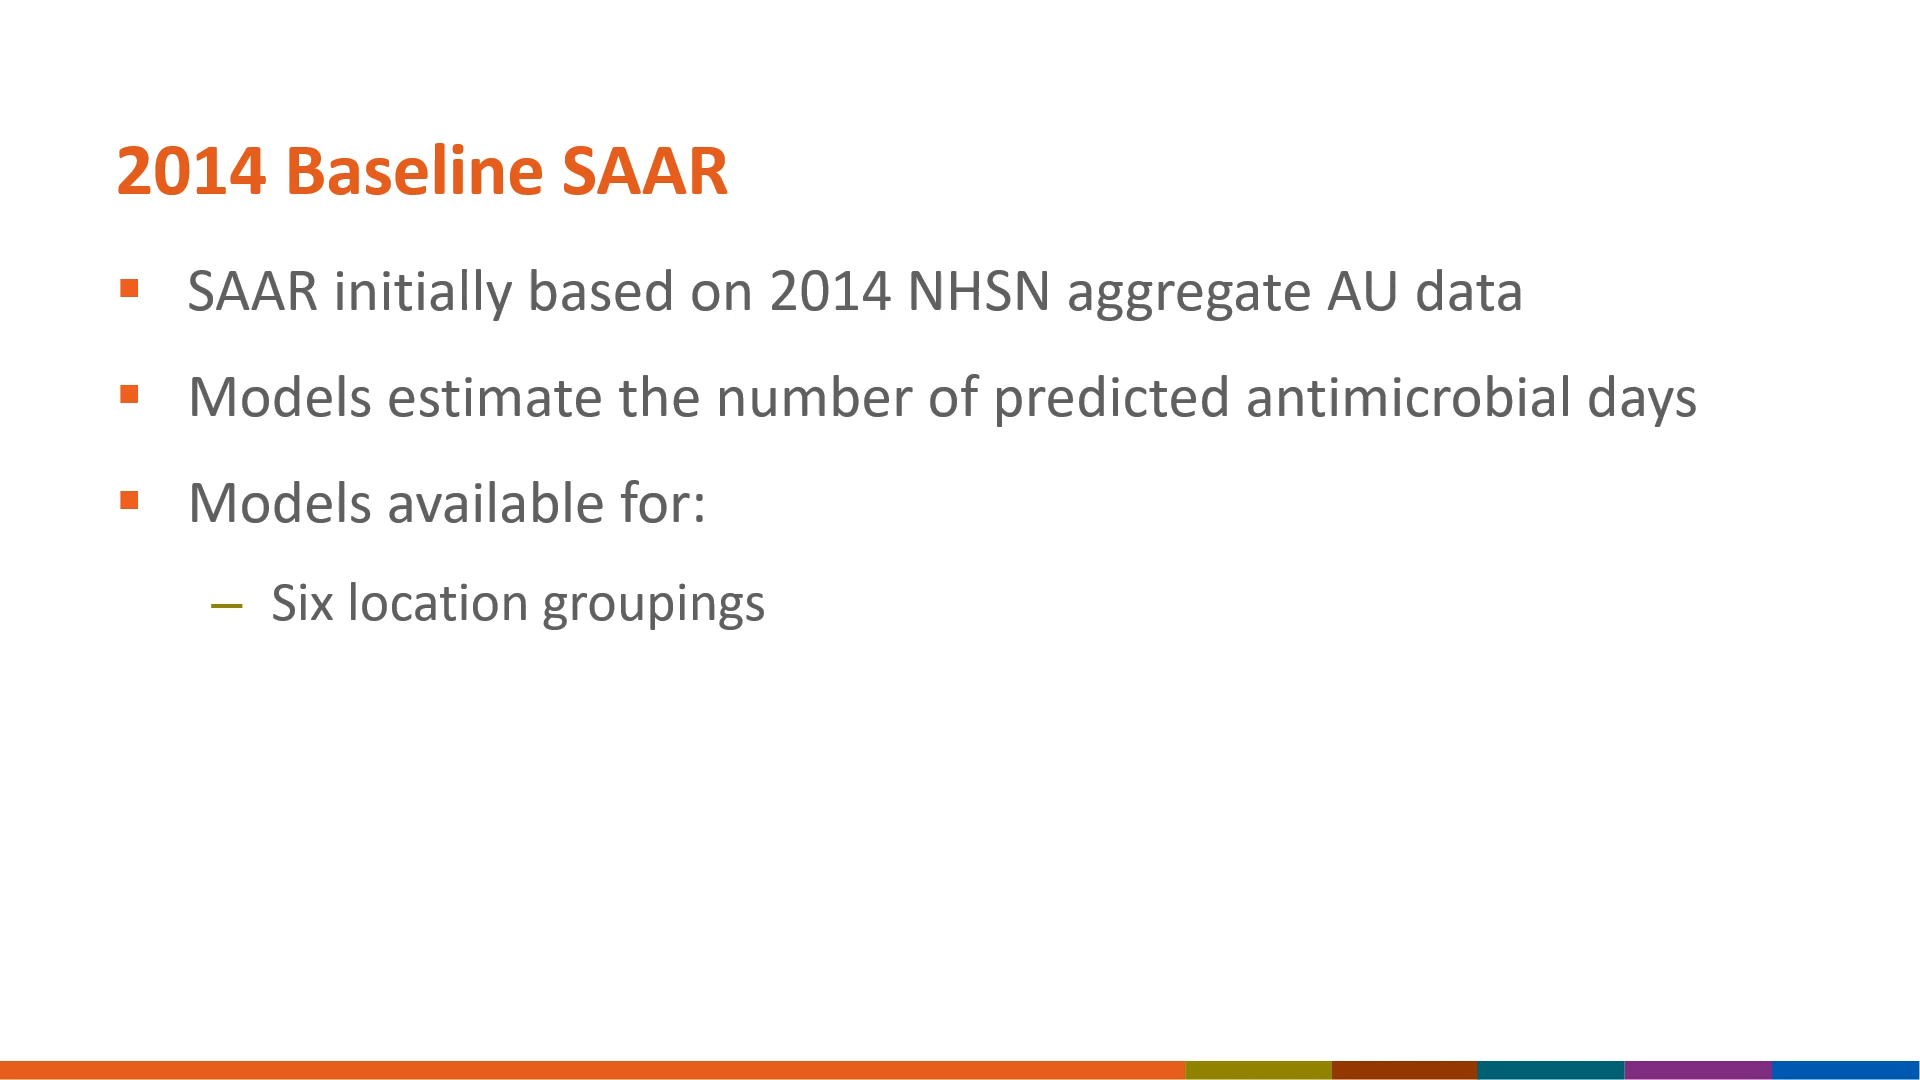 2014 Baseline SAAR
▪ SAAR initially based on 2014 NHSN aggregate AU data
▪ Models estimate the number of predicted antimicrobial days
▪ Models available for:
– Six location groupings